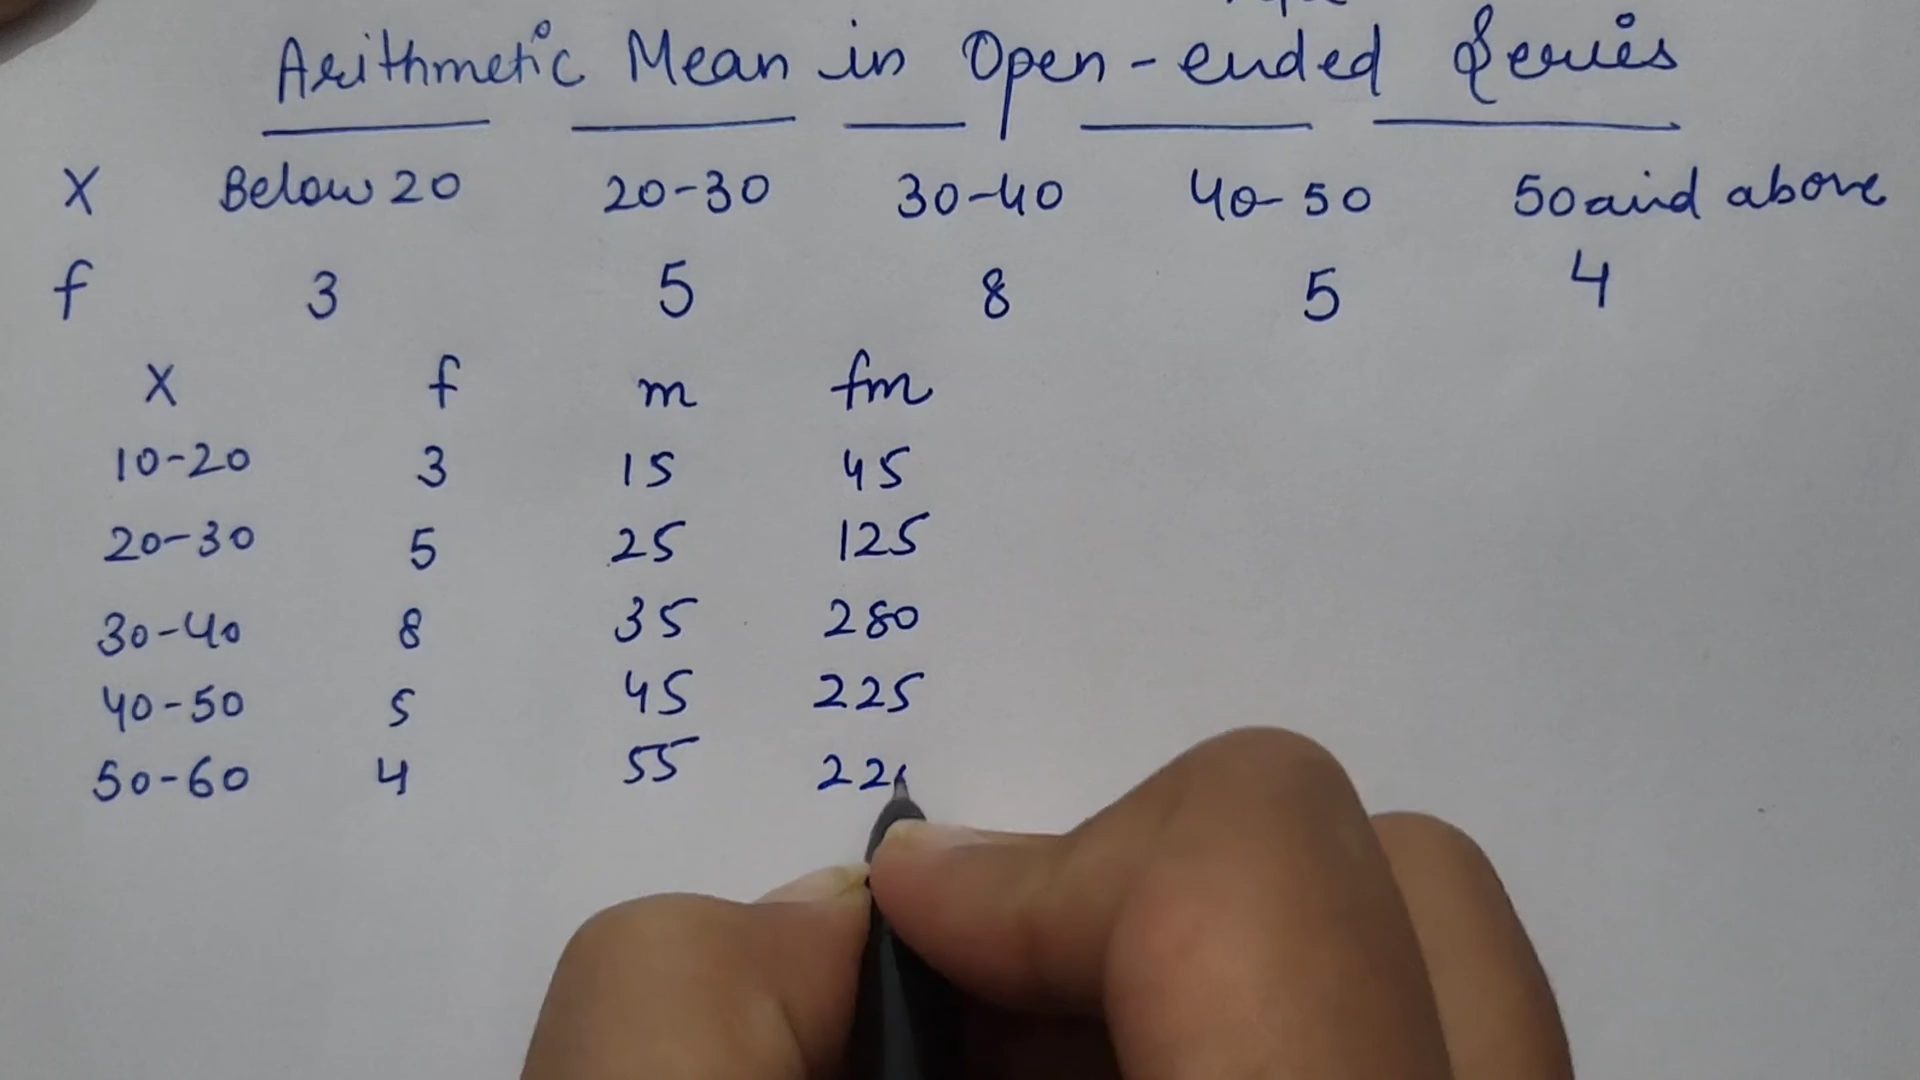 Arithmetic Mean in Open-ended Series
X Below 20 20-30 30-40 40-50 50 and above
f 3 5 8 5 4
X f m fm
10-20 3 15 45
20-30 5 25 125
30-40 8 35 280
40-50 5 45 225
50-60 4 55